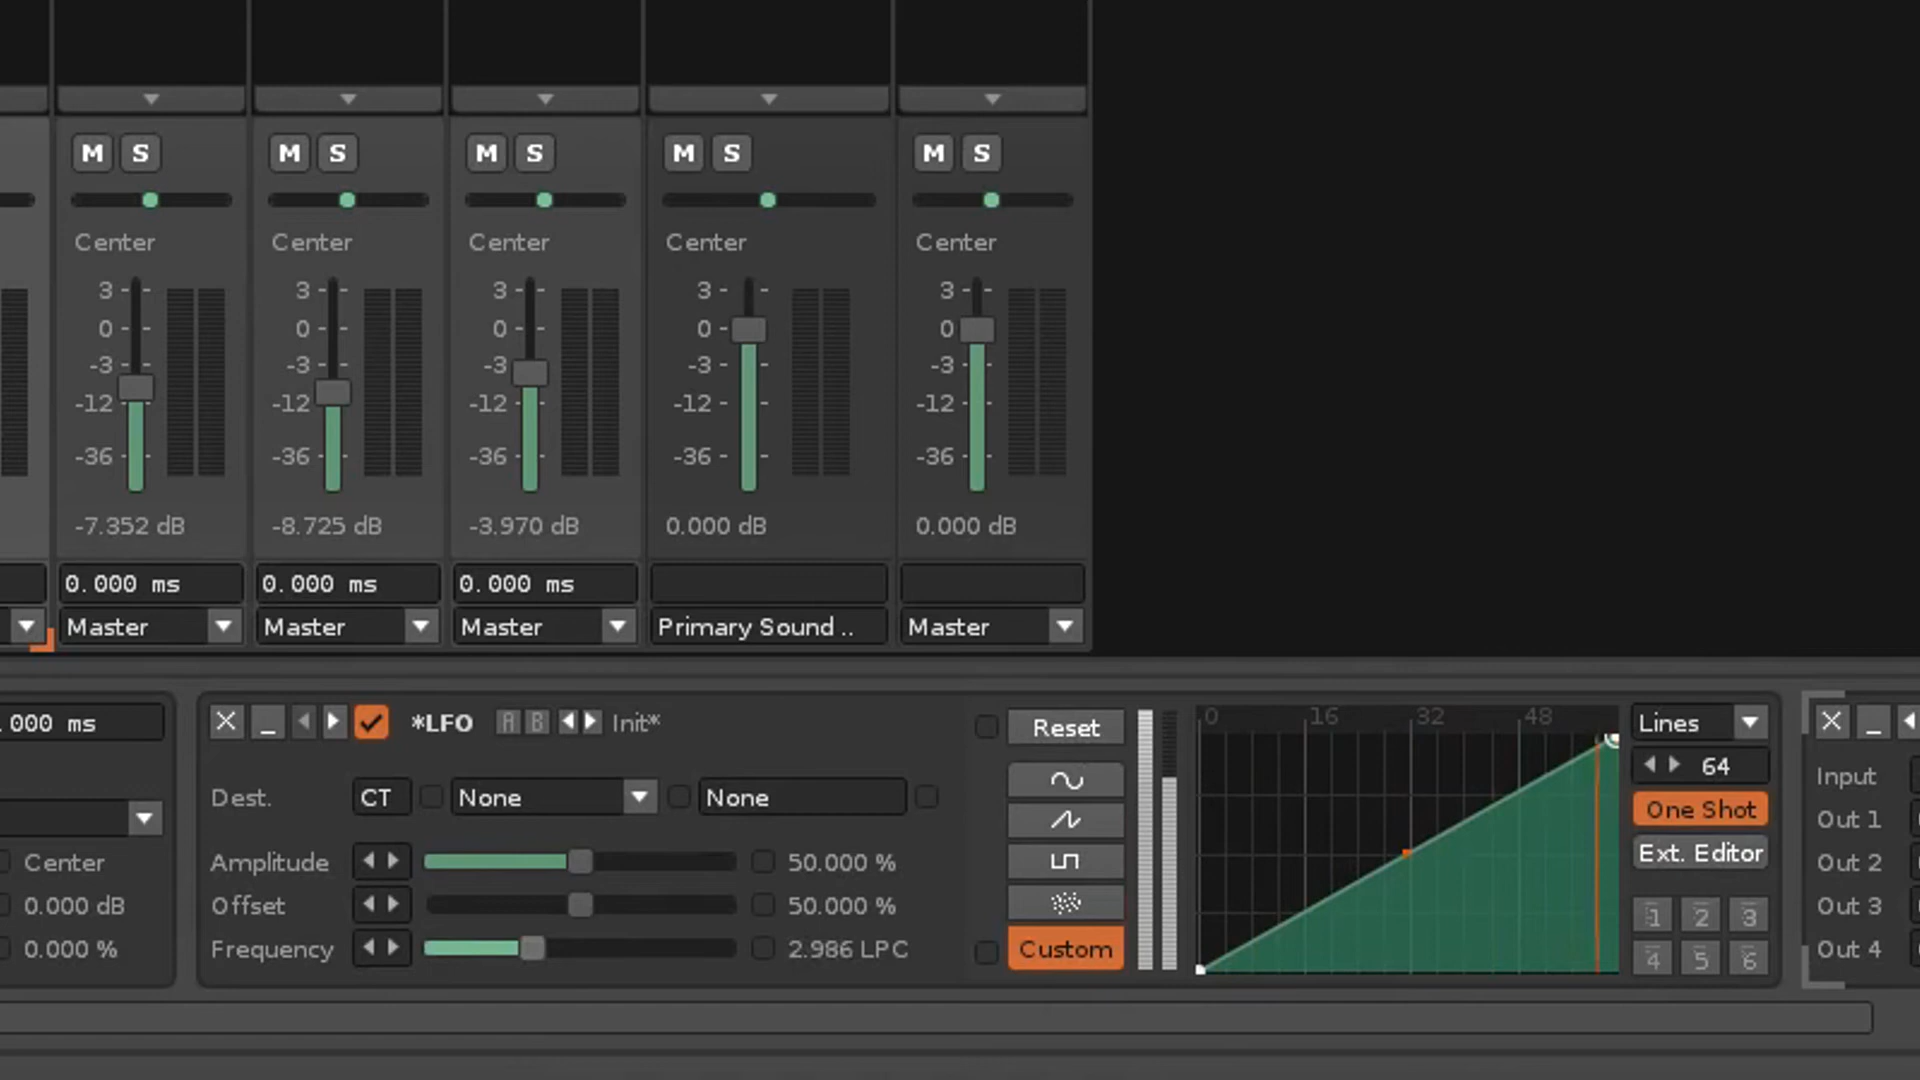 M S M S M S M S M S
Center Center Center Center Center
3 3 3 3 3
0 0 0 0 0
-3 -3 -3 -3 -3
-12 -12 -12 -12 -12
-36 -36 -36 -36 -36
-7.352 dB -8.725 dB -3.970 dB 0.000 dB 0.000 dB
0.000 ms 0.000 ms 0.000 ms
Master Master Master Primary Sound .. Master
.000 ms
Center
0.000 dB
0.000 %
*LFO A B Init*
Dest. CT None None
Amplitude 50.000 %
Offset 50.000 %
Frequency 2.986 LPC
Reset
Custom
0 16 32 48
Lines
64
One Shot
Ext. Editor
1 2 3
4 5 6
Input
Out 1
Out 2
Out 3
Out 4